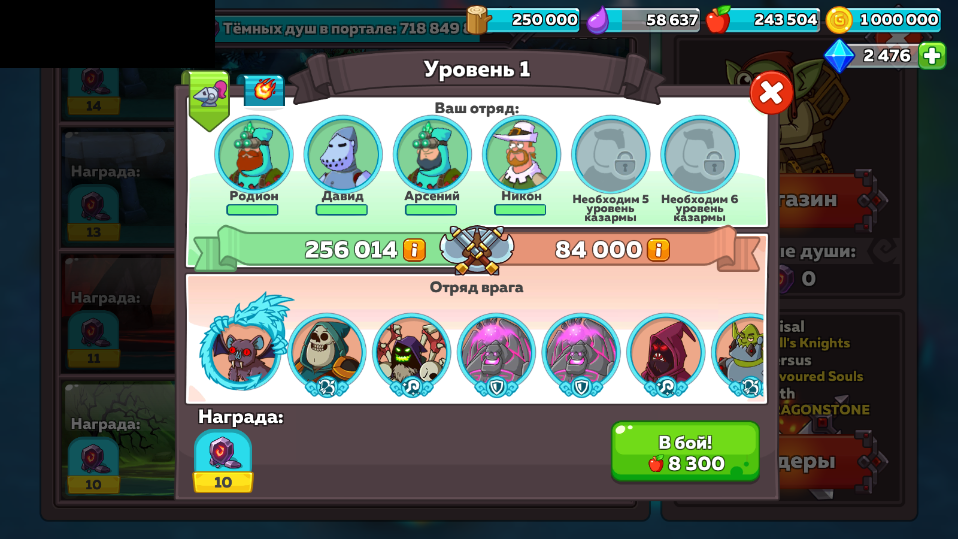 Тёмных душ в портале: 718 849
250 000
58 637
243 504
1 000 000
2 476
Уровень 1
Ваш отряд:
Родион
Давид
Арсений
Никон
Необходим 5
уровень
казармы
Необходим 6
уровень
казармы
256 014 i
84 000 i
Отряд врага
Награда:
10
В бой!
8 300
14
Награда:
13
Награда:
11
Награда:
10
азин
е души:
0
isal
ll's Knights
ersus
voured Souls
th
AGONSTONE
деры